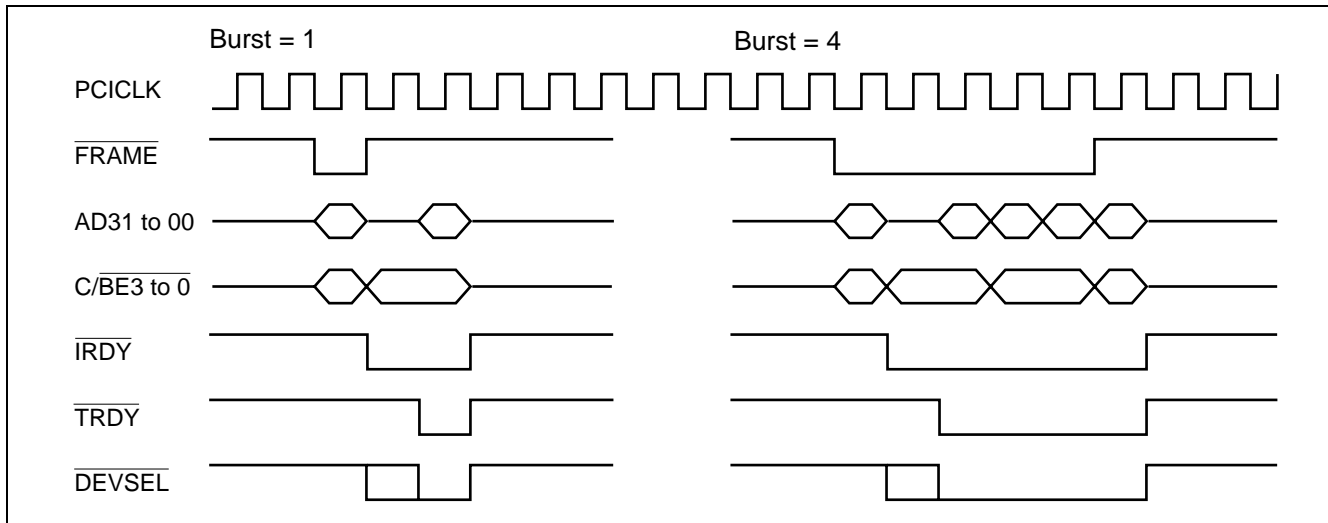 Burst = 1
Burst = 4
PCICLK
FRAME
AD31 to 00
C/BE3 to 0
IRDY
TRDY
DEVSEL